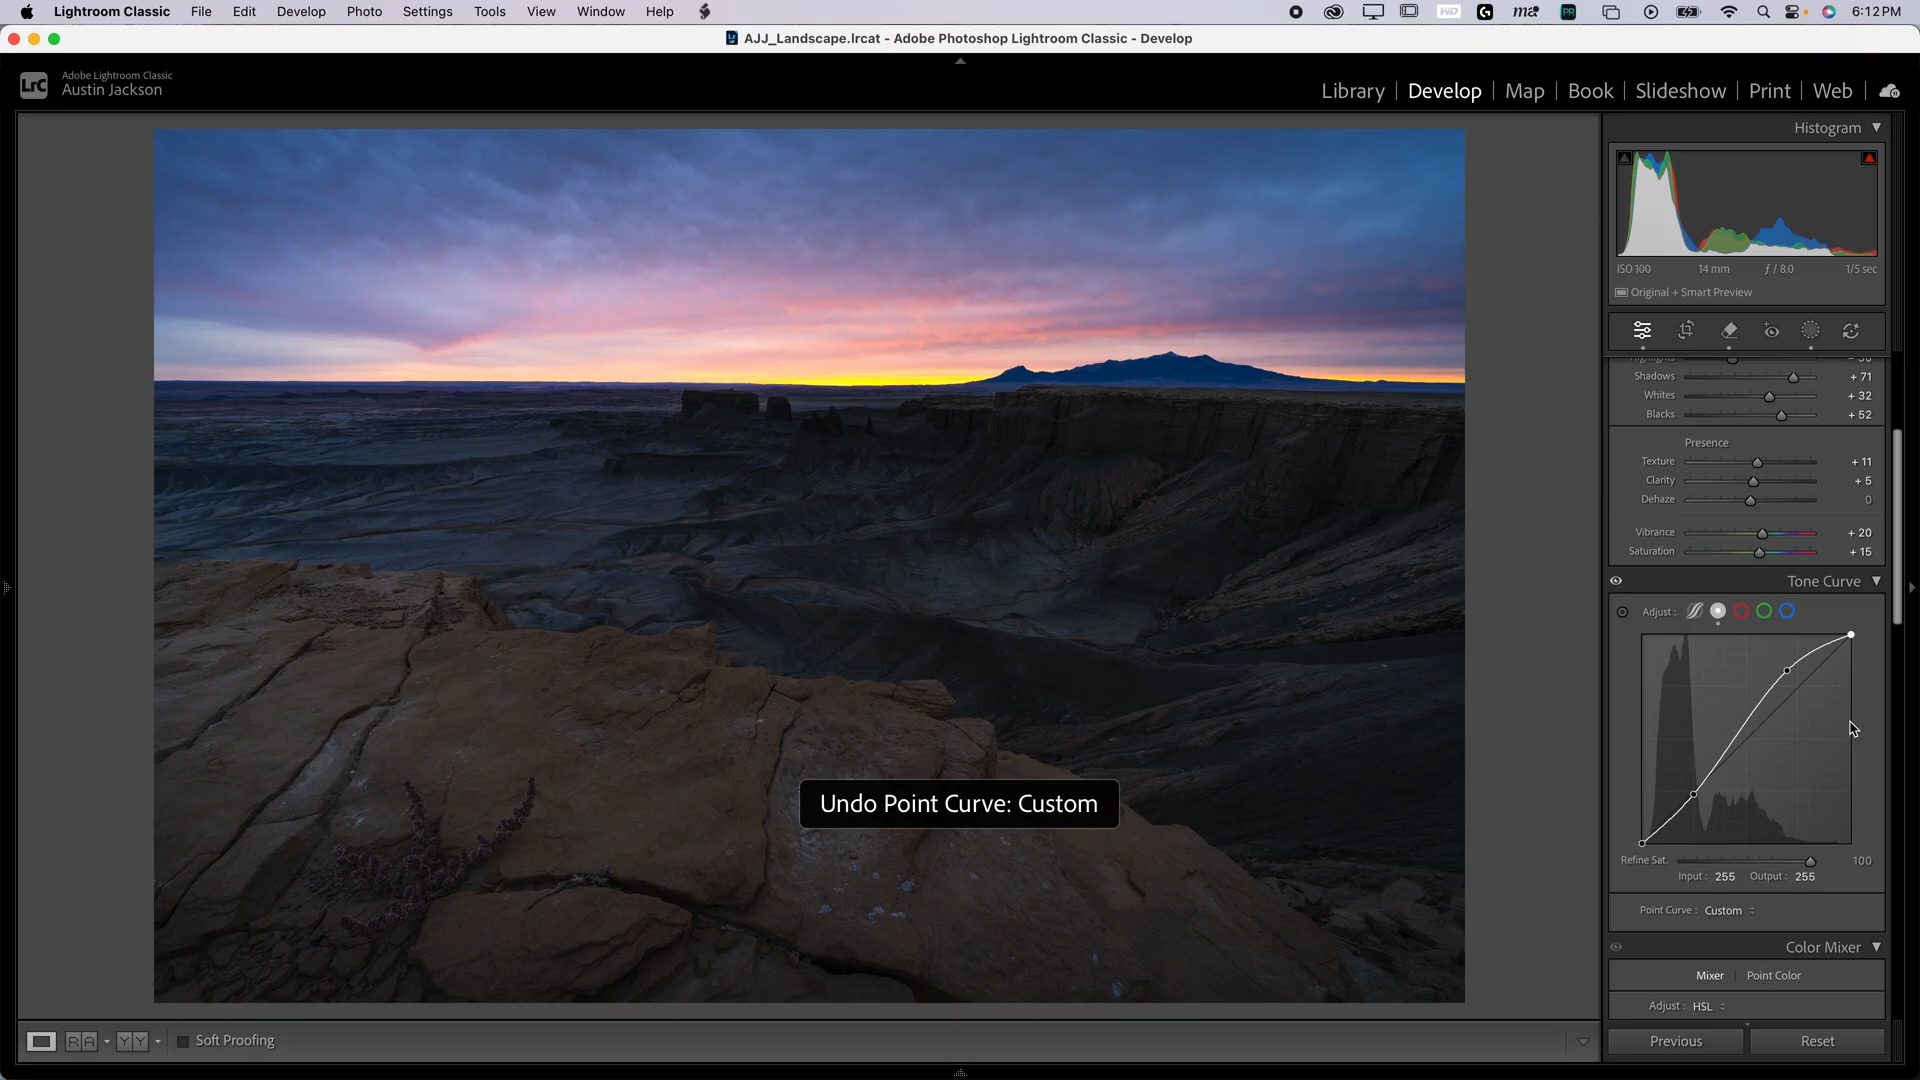 Lightroom Classic File Edit Develop Photo Settings Tools View Window Help 6:12 PM
AJJ_Landscape.lrcat - Adobe Photoshop Lightroom Classic - Develop
LrC
Adobe Lightroom Classic
Austin Jackson
Library | Develop | Map | Book | Slideshow | Print | Web
Histogram
ISO 100 14 mm ƒ / 8.0 1/5 sec
Original + Smart Preview
Shadows + 71
Whites + 32
Blacks + 52
Presence
Texture + 11
Clarity + 5
Dehaze 0
Vibrance + 20
Saturation + 15
Tone Curve
Adjust :
Undo Point Curve: Custom
Refine Sat. 100
Input : 255 Output : 255
Point Curve : Custom
Color Mixer
Mixer | Point Color
Adjust : HSL
RA YY Soft Proofing
Previous Reset